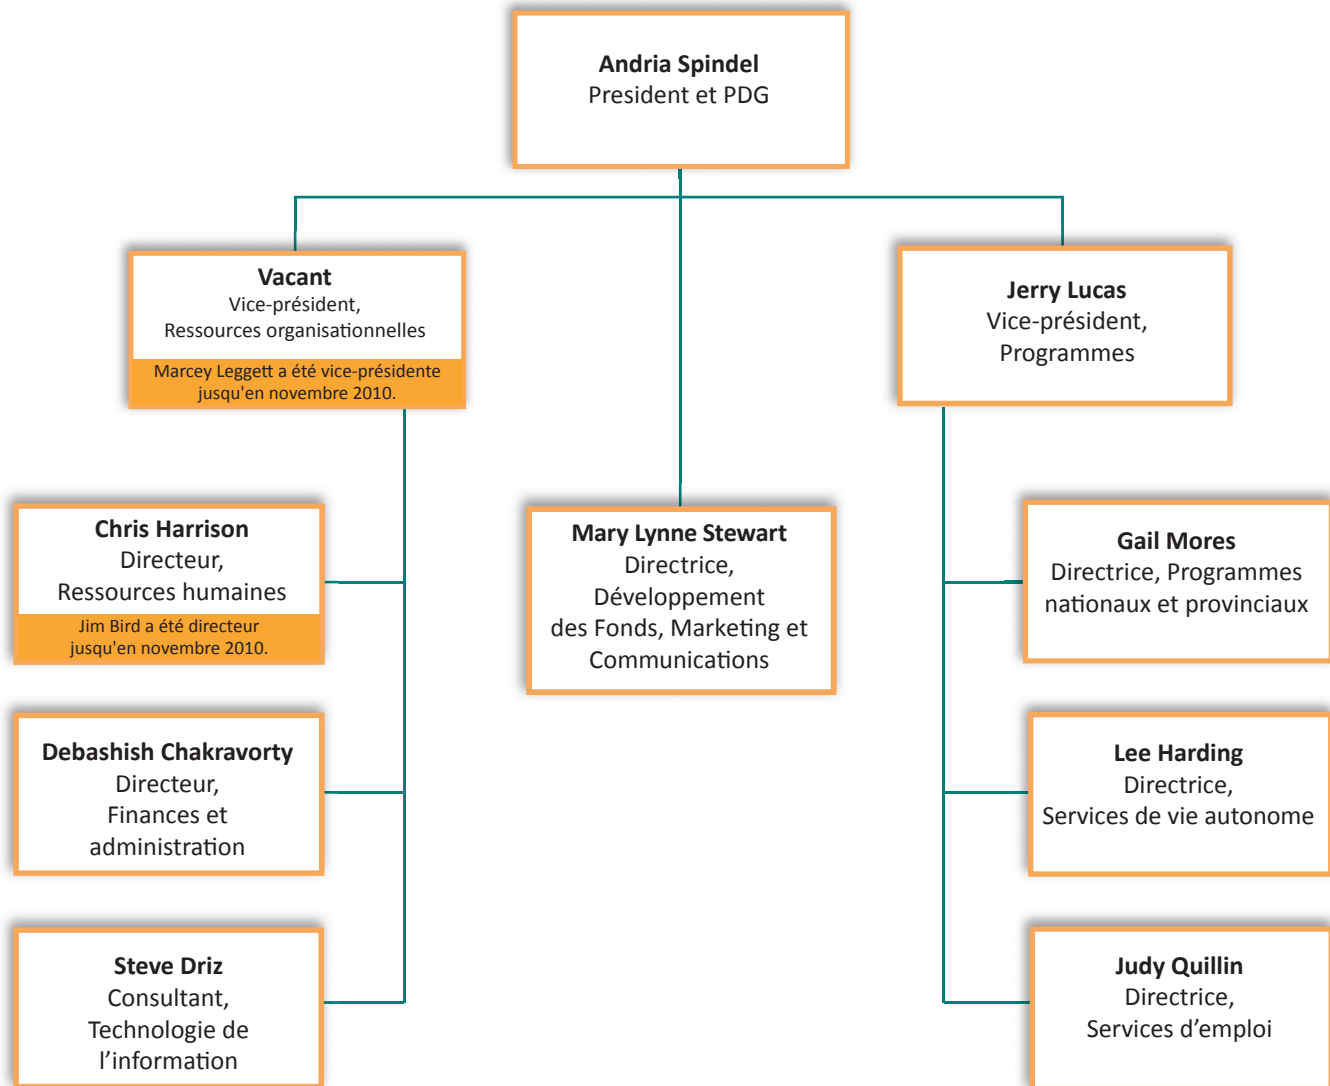 Andria Spindel
President et PDG
Vacant
Vice-président,
Ressources organisationnelles
Marcey Leggett a été vice-présidente
jusqu'en novembre 2010.
Jerry Lucas
Vice-président,
Programmes
Chris Harrison
Directeur,
Ressources humaines
Jim Bird a été directeur
jusqu'en novembre 2010.
Mary Lynne Stewart
Directrice,
Développement
des Fonds, Marketing et
Communications
Gail Mores
Directrice, Programmes
nationaux et provinciaux
Debashish Chakravorty
Directeur,
Finances et
administration
Lee Harding
Directrice,
Services de vie autonome
Steve Driz
Consultant,
Technologie de
l’information
Judy Quillin
Directrice,
Services d’emploi